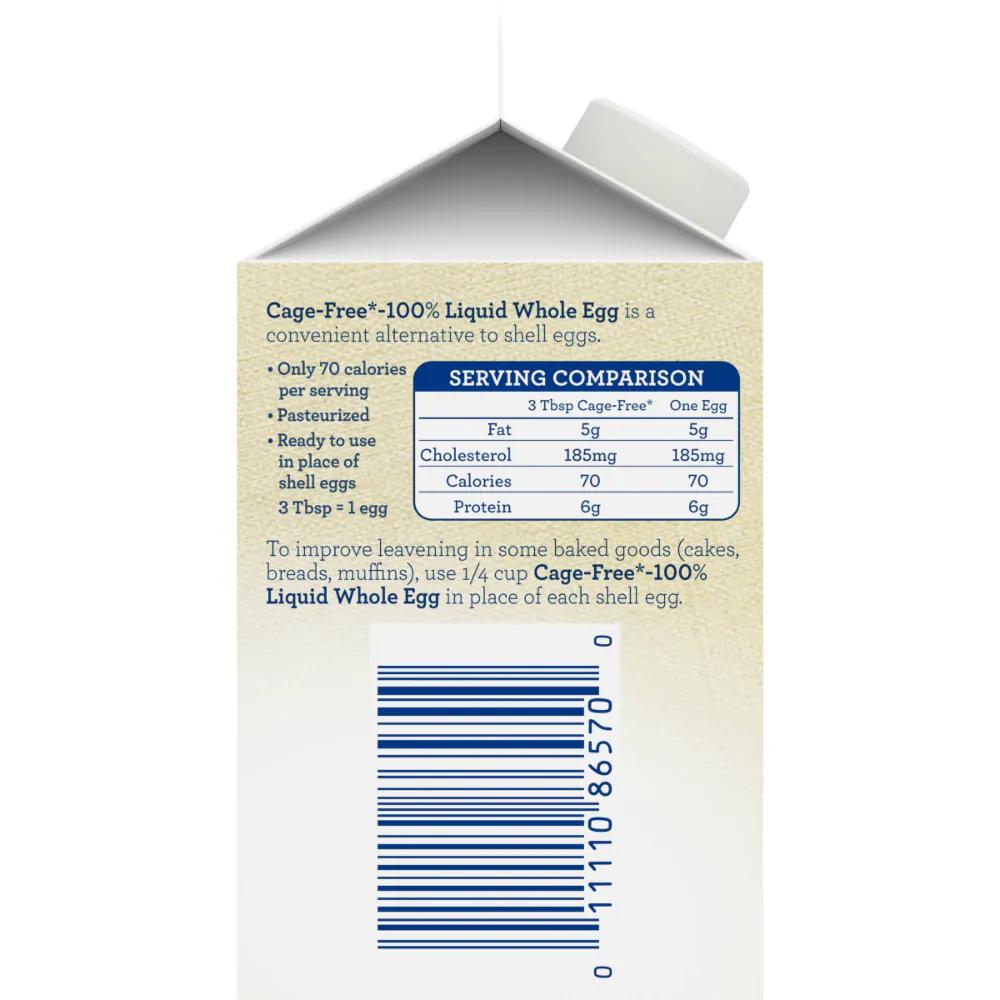 Cage-Free*-100% Liquid Whole Egg is a
convenient alternative to shell eggs.
• Only 70 calories
per serving
• Pasteurized
• Ready to use
in place of
shell eggs
3 Tbsp = 1 egg
SERVING COMPARISON
3 Tbsp Cage-Free* One Egg
Fat 5g 5g
Cholesterol 185mg 185mg
Calories 70 70
Protein 6g 6g
To improve leavening in some baked goods (cakes,
breads, muffins), use 1/4 cup Cage-Free*-100%
Liquid Whole Egg in place of each shell egg.
0 11110 86570 0